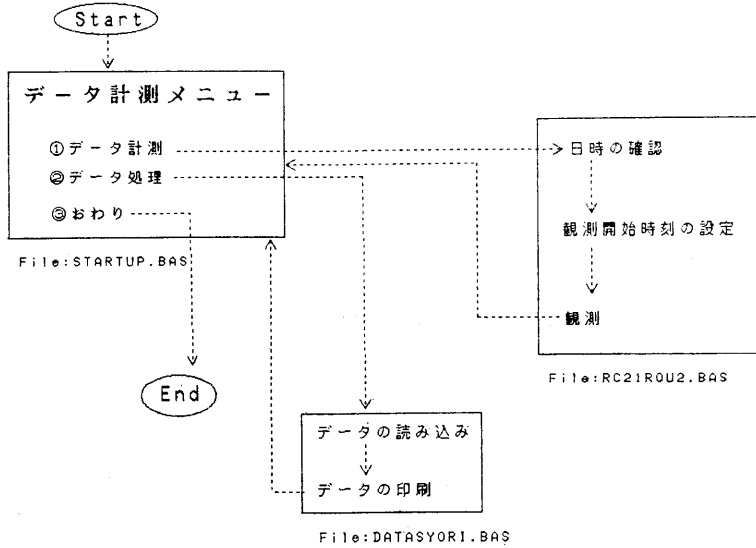 Start
データ計測メニュー
①データ計測
②データ処理
③おわり
File:STARTUP.BAS
日時の確認
観測開始時刻の設定
観測
File:RC21ROU2.BAS
End
データの読み込み
データの印刷
File:DATASYORI.BAS